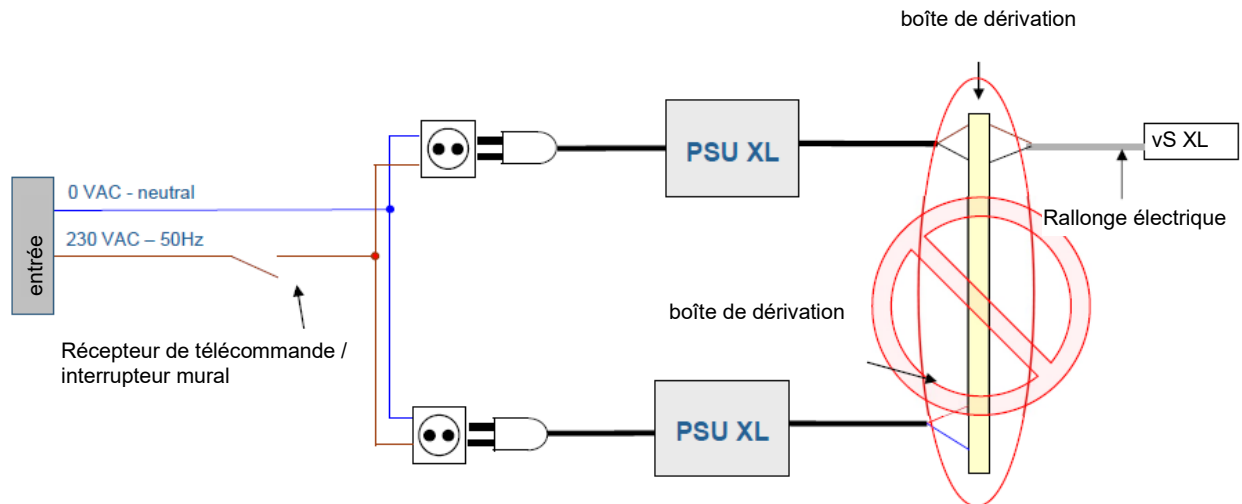 boîte de dérivation
PSU XL
vS XL
0 VAC - neutral
Rallonge électrique
230 VAC – 50Hz
entrée
boîte de dérivation
Récepteur de télécommande /
interrupteur mural
PSU XL